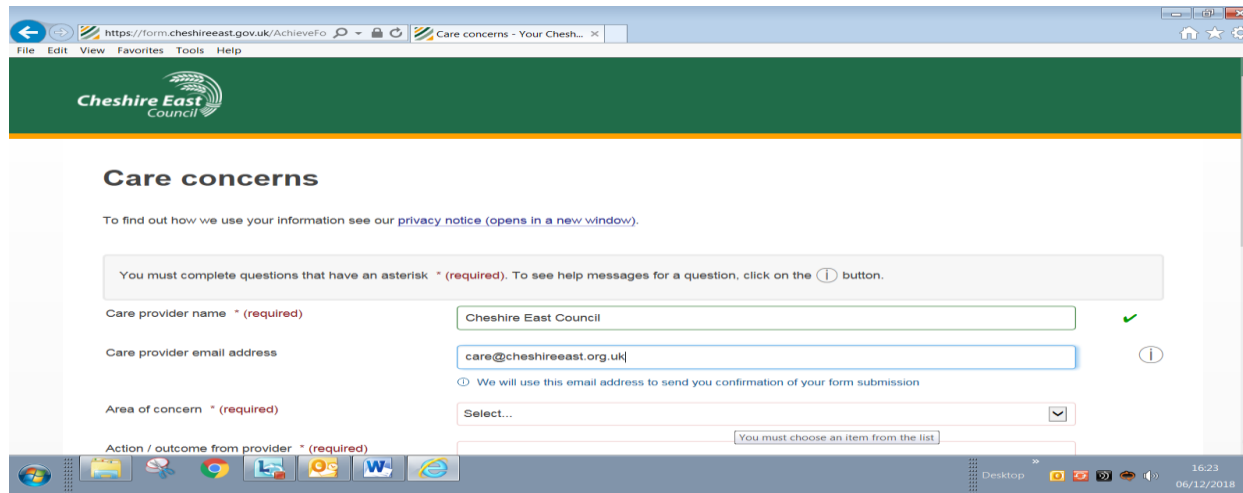 https://form.cheshireeast.gov.uk/AchieveFo
Care concerns - Your Chesh...
File Edit View Favorites Tools Help
Cheshire East
Council
Care concerns
To find out how we use your information see our privacy notice (opens in a new window).
You must complete questions that have an asterisk * (required). To see help messages for a question, click on the i button.
Care provider name * (required)
Cheshire East Council
Care provider email address
care@cheshireeast.org.uk
We will use this email address to send you confirmation of your form submission
Area of concern * (required)
Select...
You must choose an item from the list
Action / outcome from provider * (required)
Desktop
16:23
06/12/2018